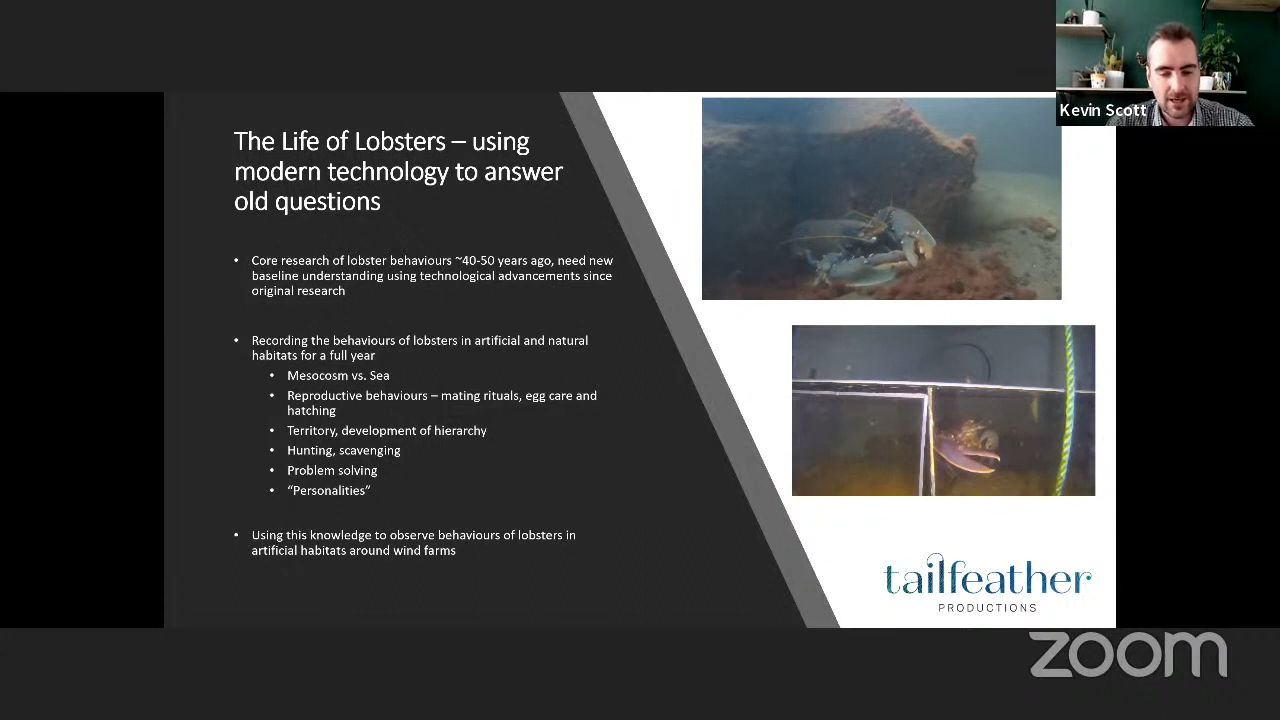 Kevin Scott
The Life of Lobsters – using
modern technology to answer
old questions
• Core research of lobster behaviours ~40-50 years ago, need new
baseline understanding using technological advancements since
original research
• Recording the behaviours of lobsters in artificial and natural
habitats for a full year
• Mesocosm vs. Sea
• Reproductive behaviours – mating rituals, egg care and
hatching
• Territory, development of hierarchy
• Hunting, scavenging
• Problem solving
• “Personalities”
• Using this knowledge to observe behaviours of lobsters in
artificial habitats around wind farms
tailfeather
PRODUCTIONS
zoom